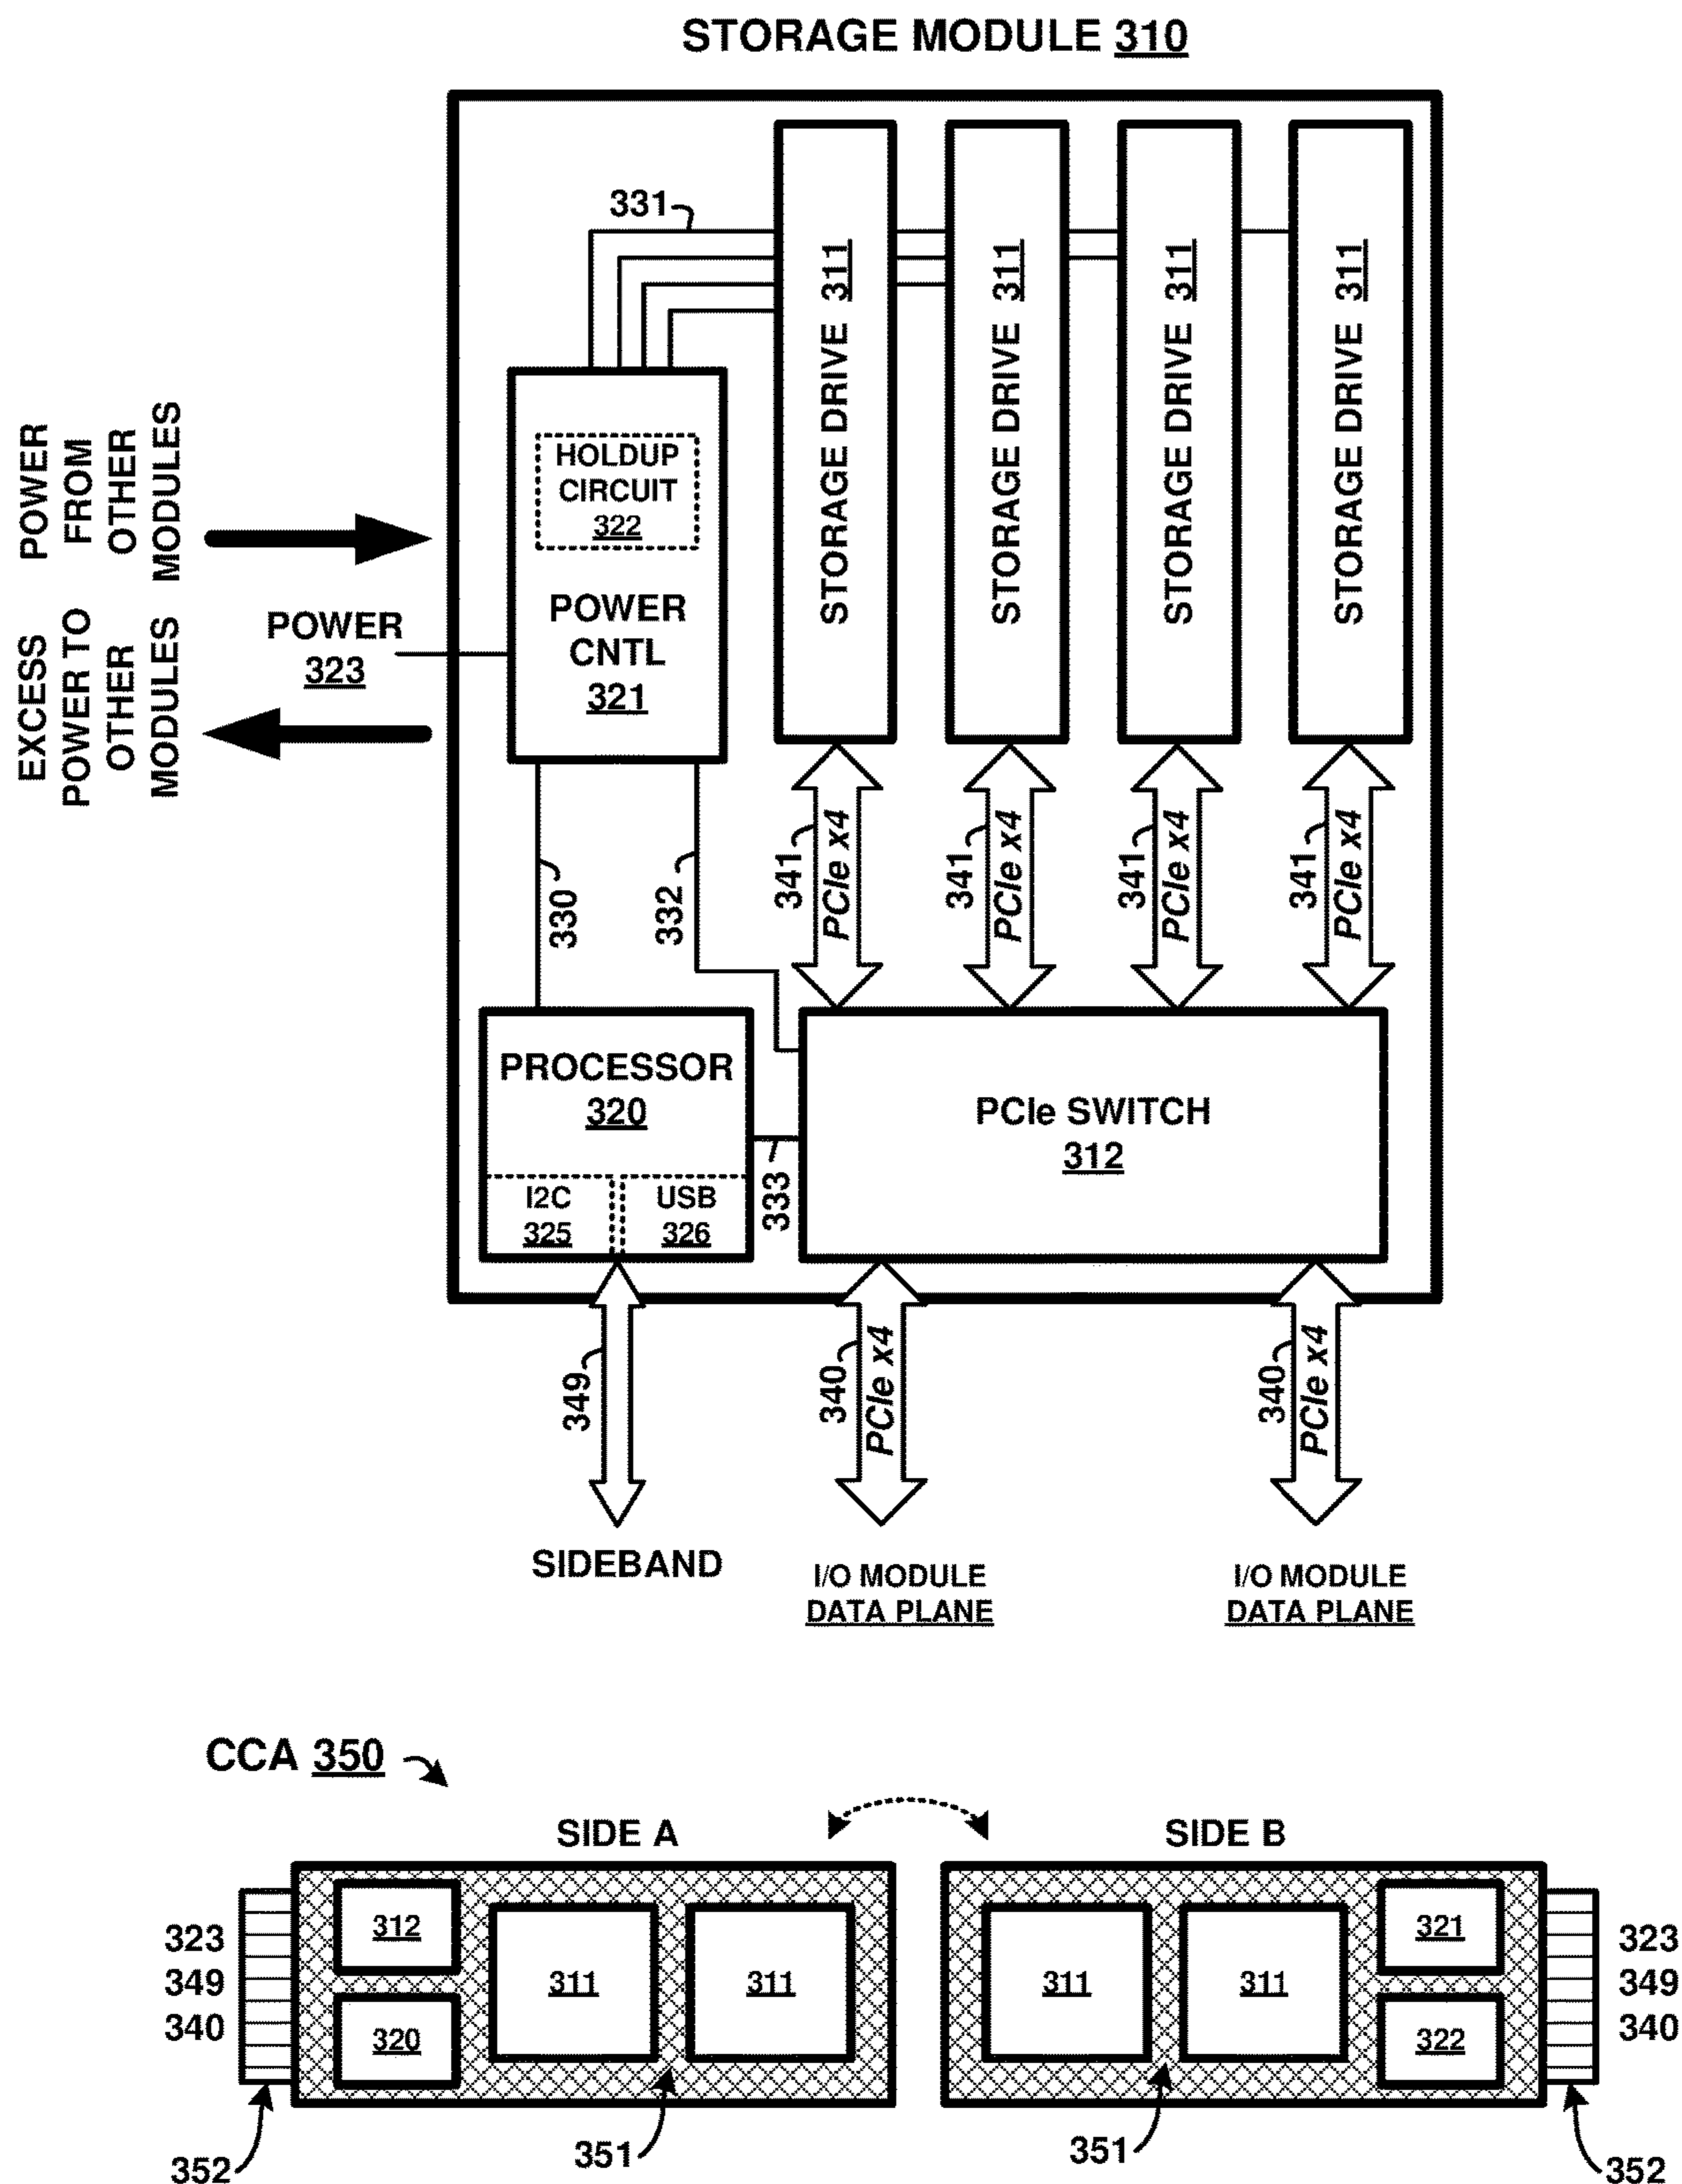 STORAGE MODULE 310
331
STORAGE DRIVE 311
STORAGE DRIVE 311
STORAGE DRIVE 311
STORAGE DRIVE 311
HOLDUP
CIRCUIT
322
POWER
CNTL
321
POWER
FROM
OTHER
MODULES
POWER
323
EXCESS
POWER TO
OTHER
MODULES
330
332
341
PCIe x4
341
PCIe x4
341
PCIe x4
341
PCIe x4
PROCESSOR
320
I2C
325
USB
326
333
PCIe SWITCH
312
349
340
PCIe x4
340
PCIe x4
SIDEBAND
I/O MODULE
DATA PLANE
I/O MODULE
DATA PLANE
CCA 350
SIDE A
SIDE B
323
349
340
312
320
311
311
311
311
321
322
323
349
340
352
351
351
352